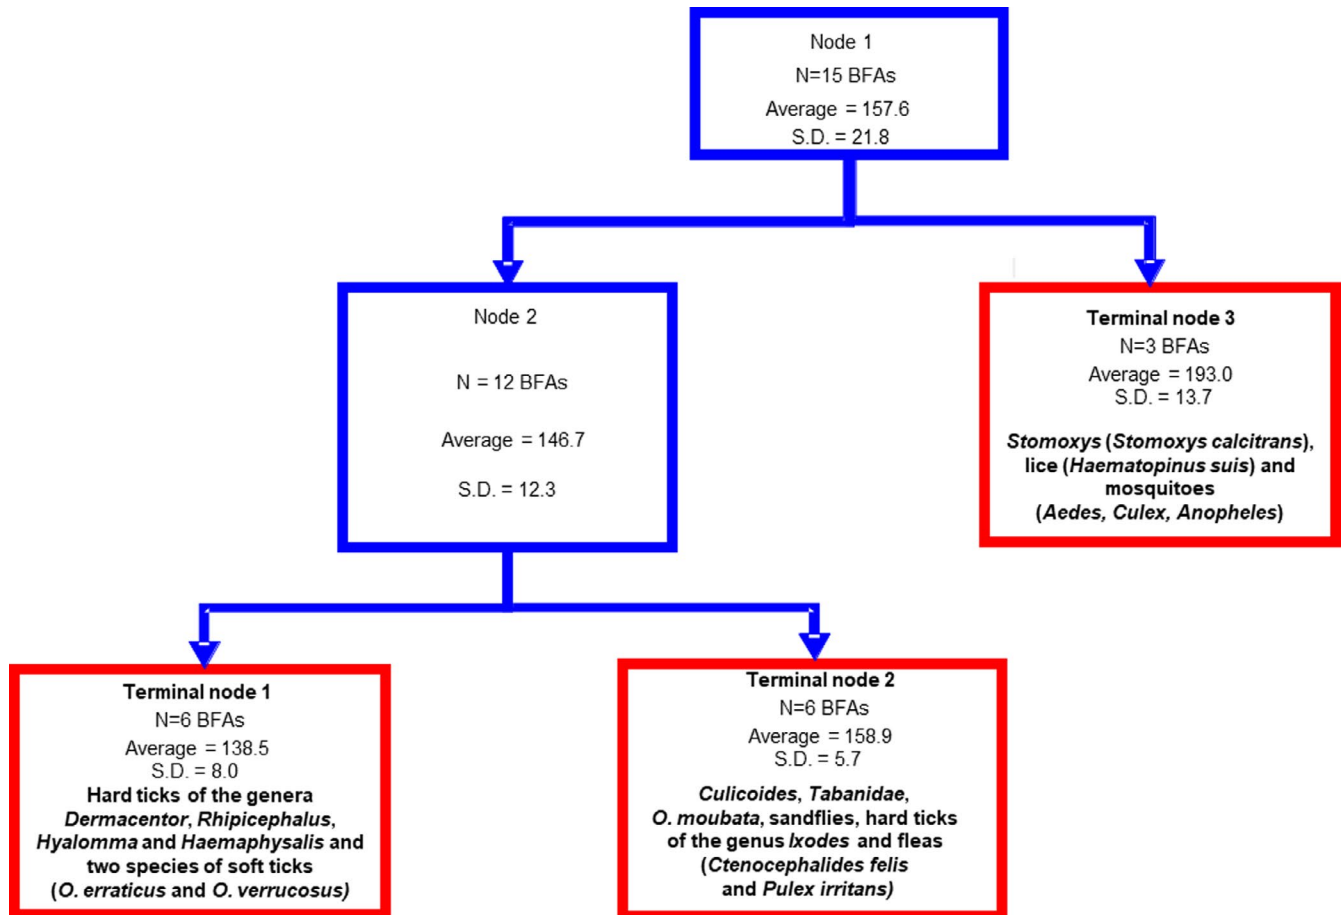 Node 1
N=15 BFAs
Average = 157.6
S.D. = 21.8
Node 2
N = 12 BFAs
Average = 146.7
S.D. = 12.3
Terminal node 3
N=3 BFAs
Average = 193.0
S.D. = 13.7
Stomoxys (Stomoxys calcitrans),
lice (Haematopinus suis) and
mosquitoes
(Aedes, Culex, Anopheles)
Terminal node 1
N=6 BFAs
Average = 138.5
S.D. = 8.0
Hard ticks of the genera
Dermacentor, Rhipicephalus,
Hyalomma and Haemaphysalis and
two species of soft ticks
(O. erraticus and O. verrucosus)
Terminal node 2
N=6 BFAs
Average = 158.9
S.D. = 5.7
Culicoides, Tabanidae,
O. moubata, sandflies, hard ticks
of the genus Ixodes and fleas
(Ctenocephalides felis
and Pulex irritans)